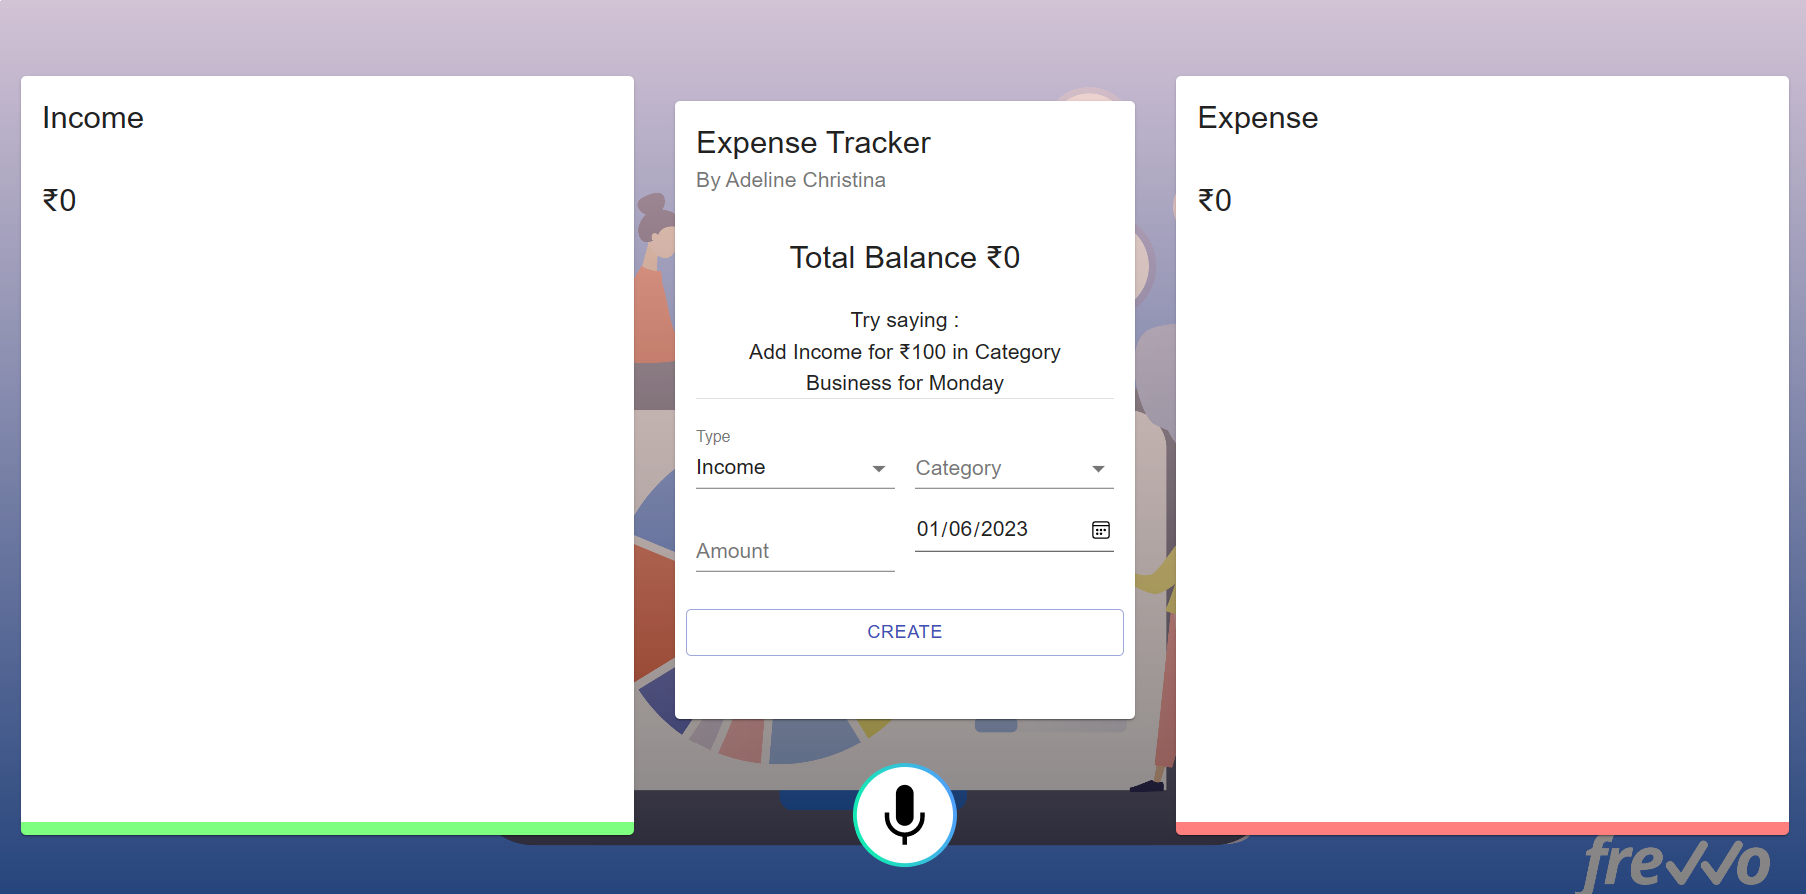 Income
₹0
Expense Tracker
By Adeline Christina
Total Balance ₹0
Try saying :
Add Income for ₹100 in Category
Business for Monday
Type
Income
Category
Amount
01/06/2023
CREATE
Expense
₹0
frevvo